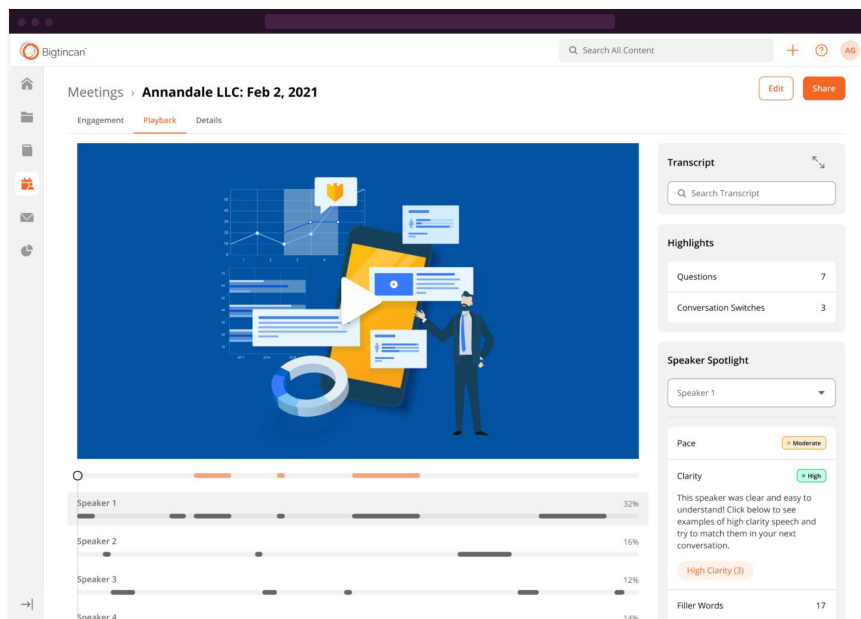 Bigtincan
Search All Content
AG
Meetings › Annandale LLC: Feb 2, 2021
Edit
Share
Engagement
Playback
Details
Transcript
Search Transcript
Highlights
Questions 7
Conversation Switches 3
Speaker Spotlight
Speaker 1
Pace
Moderate
Clarity
High
This speaker was clear and easy to
understand! Click below to see
examples of high clarity speech and
try to match them in your next
conversation.
High Clarity (3)
Filler Words 17
Speaker 1 32%
Speaker 2 16%
Speaker 3 12%
Speaker 4 14%